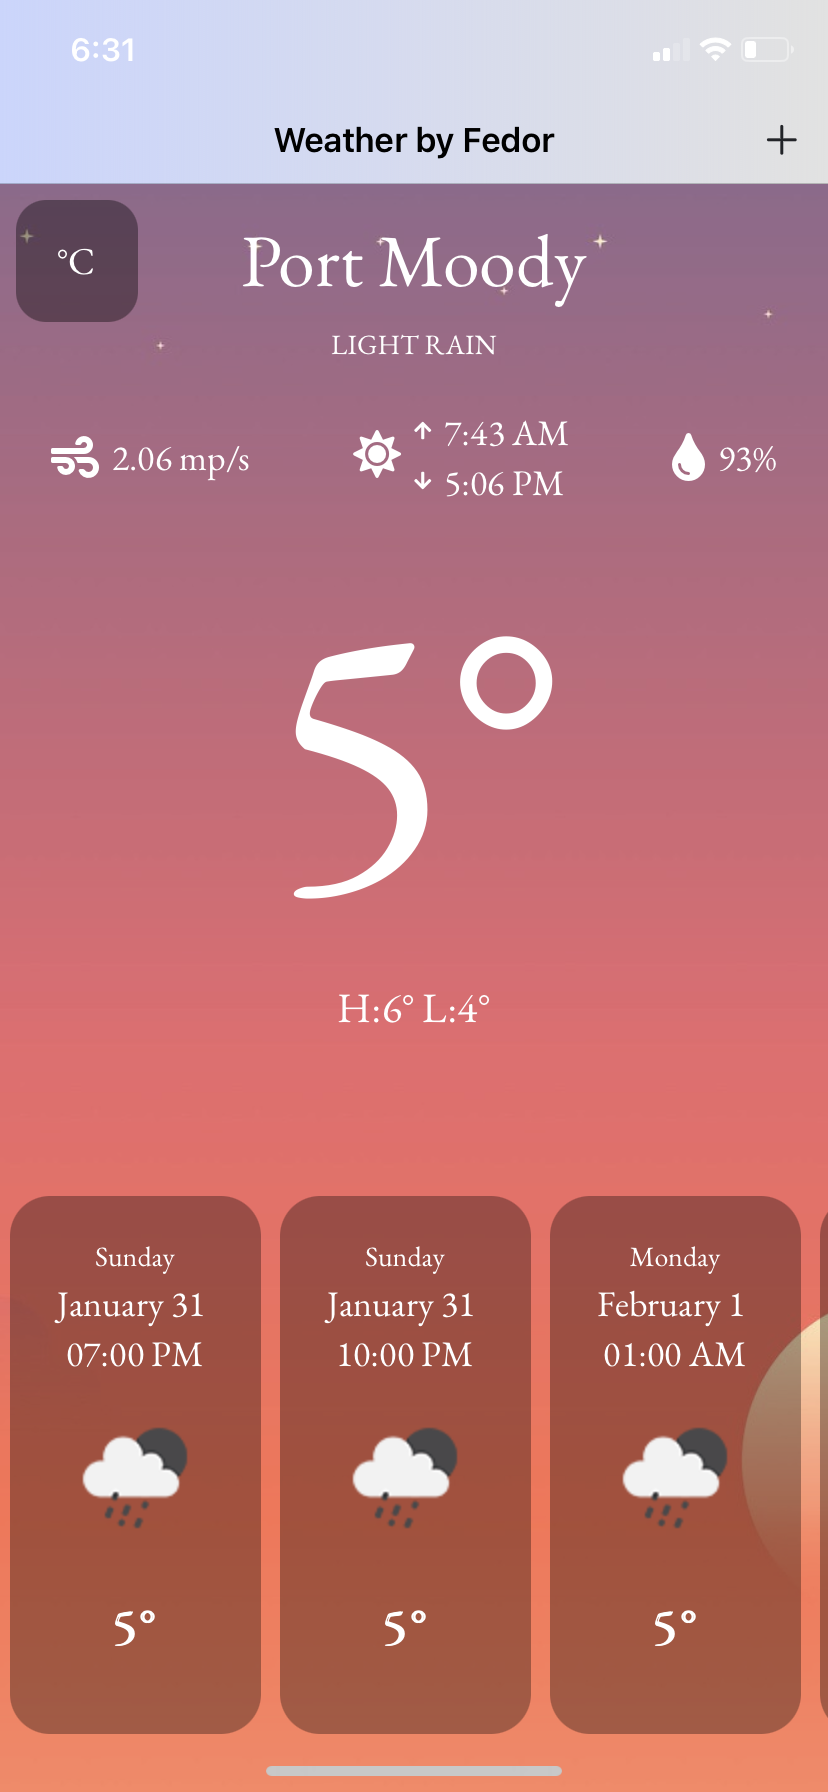 6:31
Weather by Fedor
°C
Port Moody
LIGHT RAIN
2.06 mp/s
7:43 AM
5:06 PM
93%
5°
H:6° L:4°
Sunday
January 31
07:00 PM
5°
Sunday
January 31
10:00 PM
5°
Monday
February 1
01:00 AM
5°